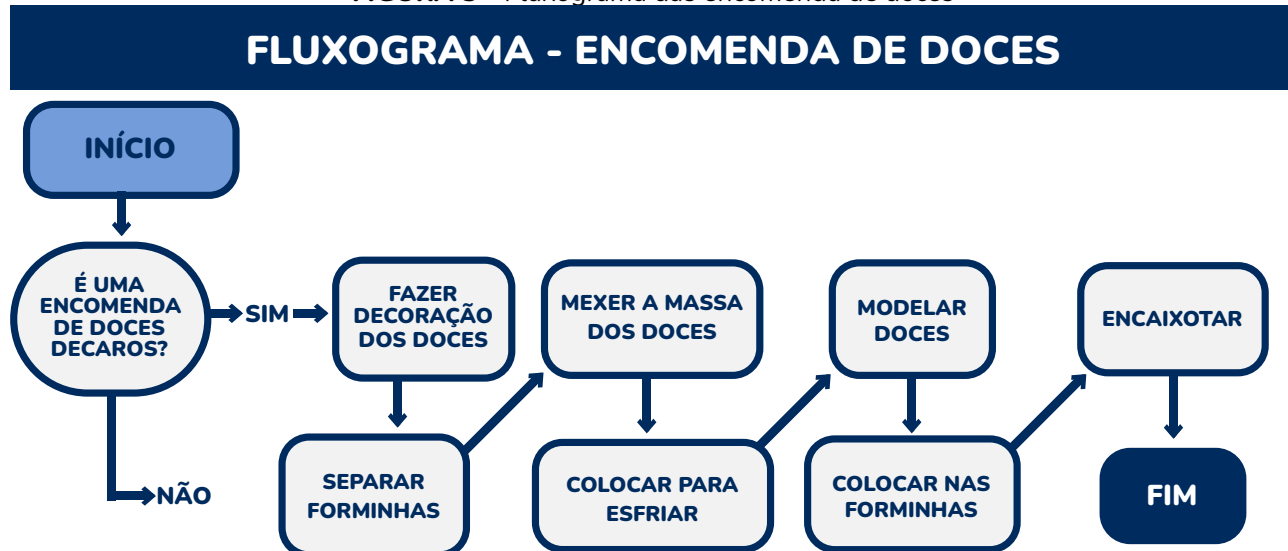 FLUXOGRAMA - ENCOMENDA DE DOCES
INÍCIO
É UMA
ENCOMENDA
DE DOCES
DECAROS?
SIM
FAZER
DECORAÇÃO
DOS DOCES
MEXER A MASSA
DOS DOCES
MODELAR
DOCES
ENCAIXOTAR
NÃO
SEPARAR
FORMINHAS
COLOCAR PARA
ESFRIAR
COLOCAR NAS
FORMINHAS
FIM